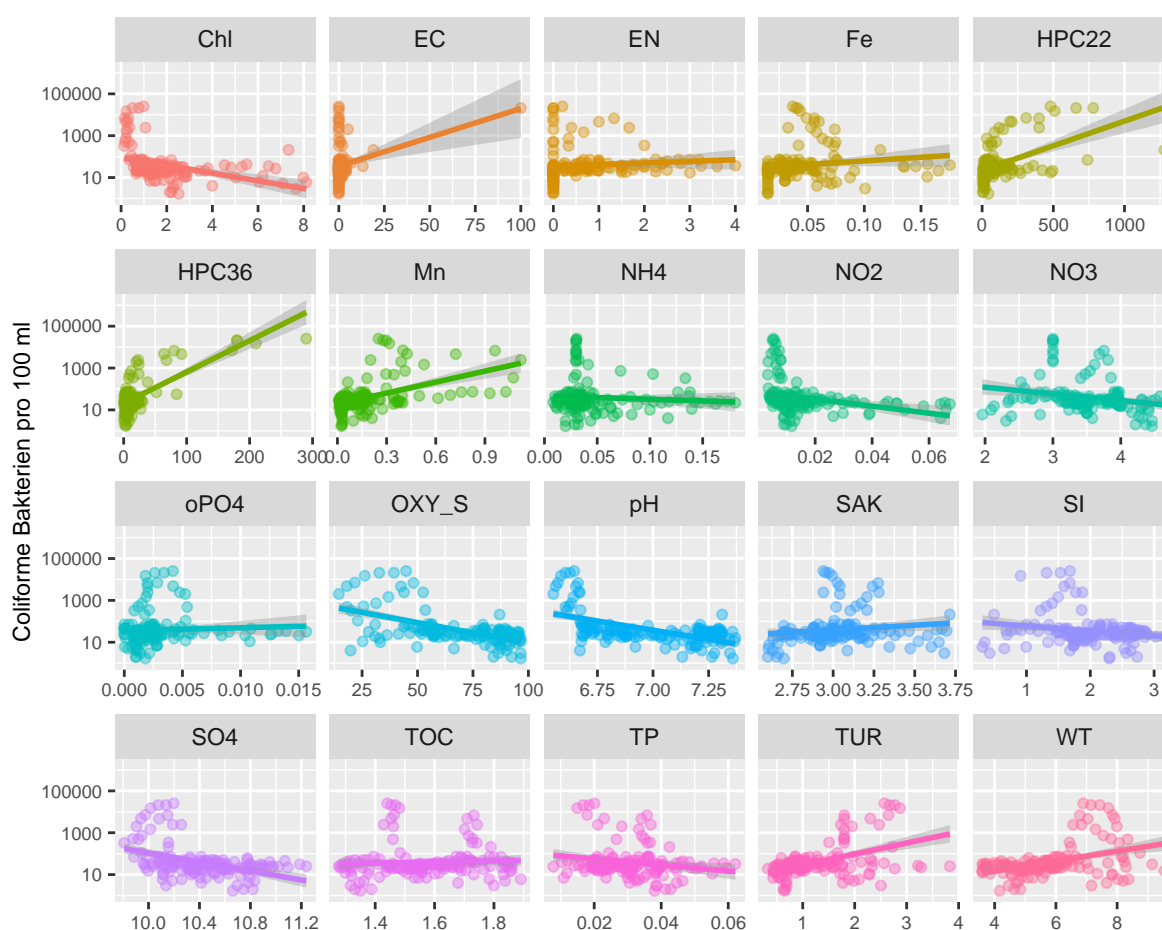 Chl EC EN Fe HPC22
100000
1000
10
0 2 4 6 8 0 25 50 75 100 0 1 2 3 4 0.05 0.10 0.15 0 500 1000
HPC36 Mn NH4 NO2 NO3
100000
1000
10
0 100 200 300 0.0 0.3 0.6 0.9 0.00 0.05 0.10 0.15 0.02 0.04 0.06 2 3 4
Coliforme Bakterien pro 100 ml
oPO4 OXY_S pH SAK SI
100000
1000
10
0.000 0.005 0.010 0.015 25 50 75 100 6.75 7.00 7.25 2.75 3.00 3.25 3.50 3.75 1 2 3
SO4 TOC TP TUR WT
100000
1000
10
10.0 10.4 10.8 11.2 1.4 1.6 1.8 0.02 0.04 0.06 1 2 3 4 4 6 8